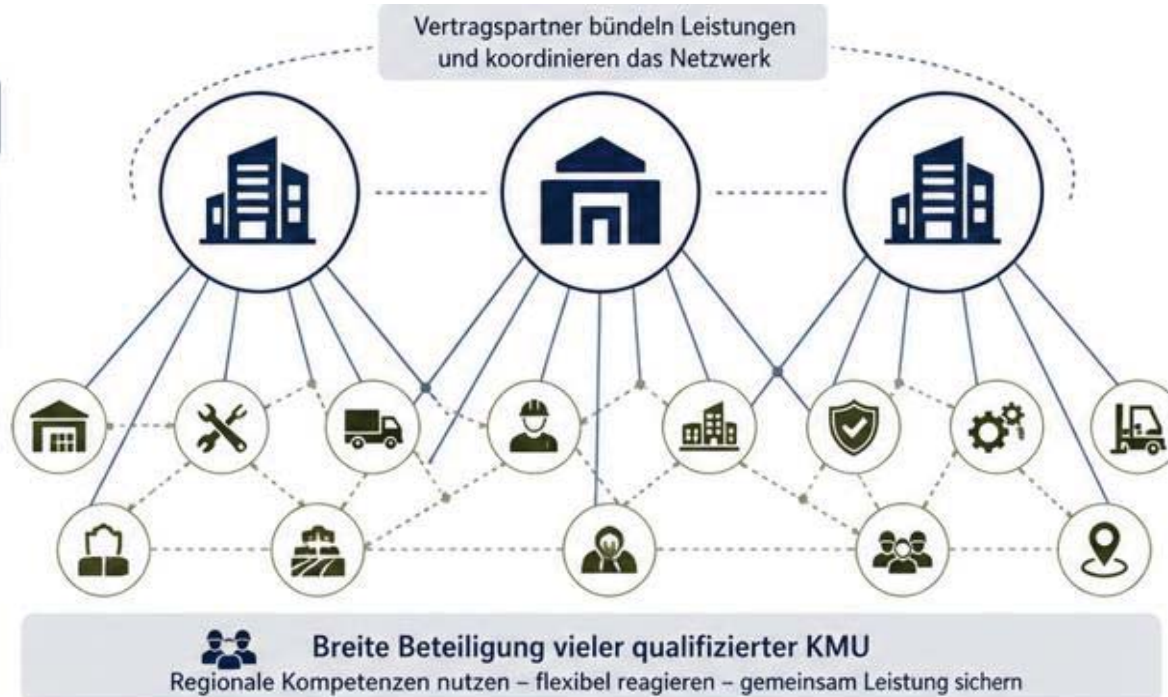 Vertragspartner bündeln Leistungen
und koordinieren das Netzwerk
Breite Beteiligung vieler qualifizierter KMU
Regionale Kompetenzen nutzen – flexibel reagieren – gemeinsam Leistung sichern